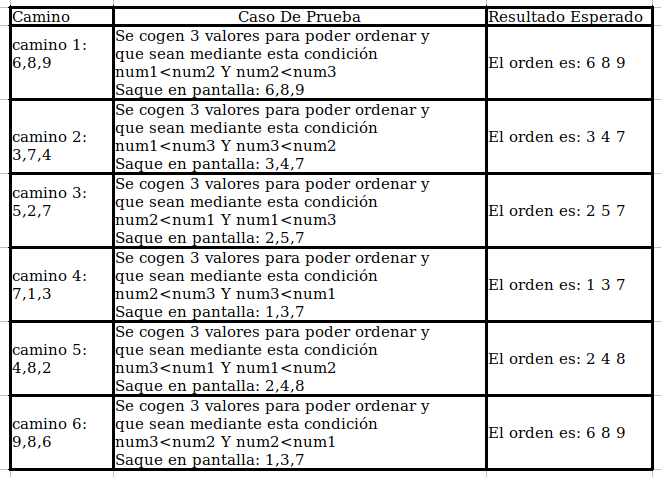 Camino Caso De Prueba Resultado Esperado
camino 1:
6,8,9
Se cogen 3 valores para poder ordenar y
que sean mediante esta condición
num1<num2 Y num2<num3
Saque en pantalla: 6,8,9
El orden es: 6 8 9
camino 2:
3,7,4
Se cogen 3 valores para poder ordenar y
que sean mediante esta condición
num1<num3 Y num3<num2
Saque en pantalla: 3,4,7
El orden es: 3 4 7
camino 3:
5,2,7
Se cogen 3 valores para poder ordenar y
que sean mediante esta condición
num2<num1 Y num1<num3
Saque en pantalla: 2,5,7
El orden es: 2 5 7
camino 4:
7,1,3
Se cogen 3 valores para poder ordenar y
que sean mediante esta condición
num2<num3 Y num3<num1
Saque en pantalla: 1,3,7
El orden es: 1 3 7
camino 5:
4,8,2
Se cogen 3 valores para poder ordenar y
que sean mediante esta condición
num3<num1 Y num1<num2
Saque en pantalla: 2,4,8
El orden es: 2 4 8
camino 6:
9,8,6
Se cogen 3 valores para poder ordenar y
que sean mediante esta condición
num3<num2 Y num2<num1
Saque en pantalla: 1,3,7
El orden es: 6 8 9